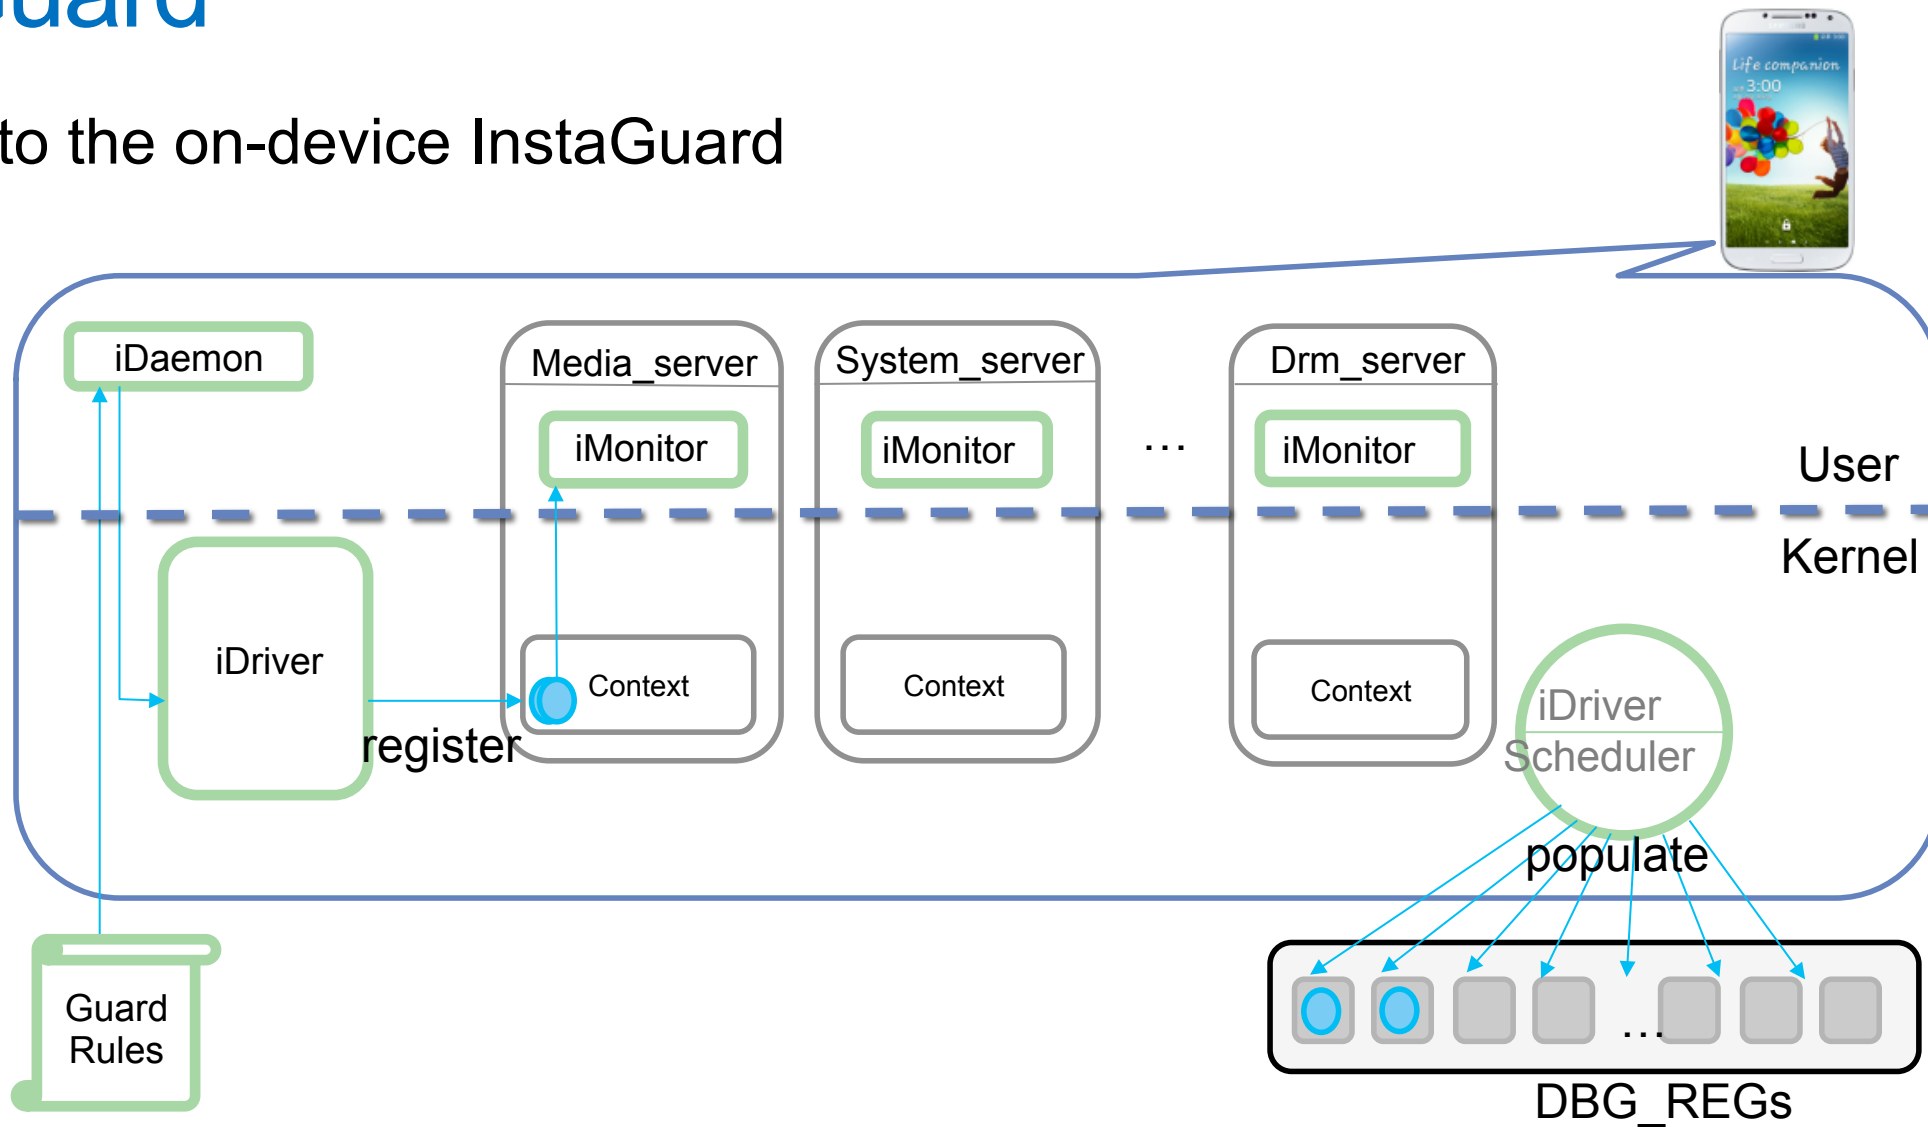 to the on-device InstaGuard
Life companion
3:00
iDaemon
Media_server
System_server
Drm_server
iMonitor
iMonitor
…
iMonitor
User
Kernel
iDriver
register
Context
Context
Context
iDriver
Scheduler
populate
Guard
Rules
…
DBG_REGs